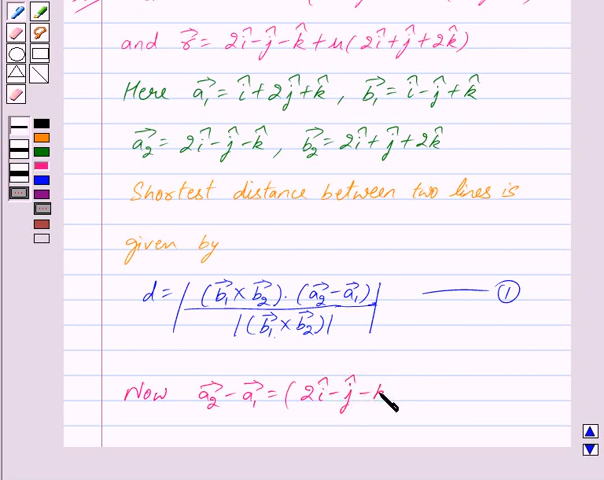 and r⃗ = 2î-ĵ-k̂+μ(2î+ĵ+2k̂)
Here a⃗₁ = î+2ĵ+k̂, b⃗₁ = î-ĵ+k̂
a⃗₂ = 2î-ĵ-k̂, b⃗₂ = 2î+ĵ+2k̂
Shortest distance between two lines is
given by
d = | (b⃗₁×b⃗₂).(a⃗₂-a⃗₁) / |(b⃗₁×b⃗₂)| | ——— ①
Now a⃗₂-a⃗₁ = (2î-ĵ-k